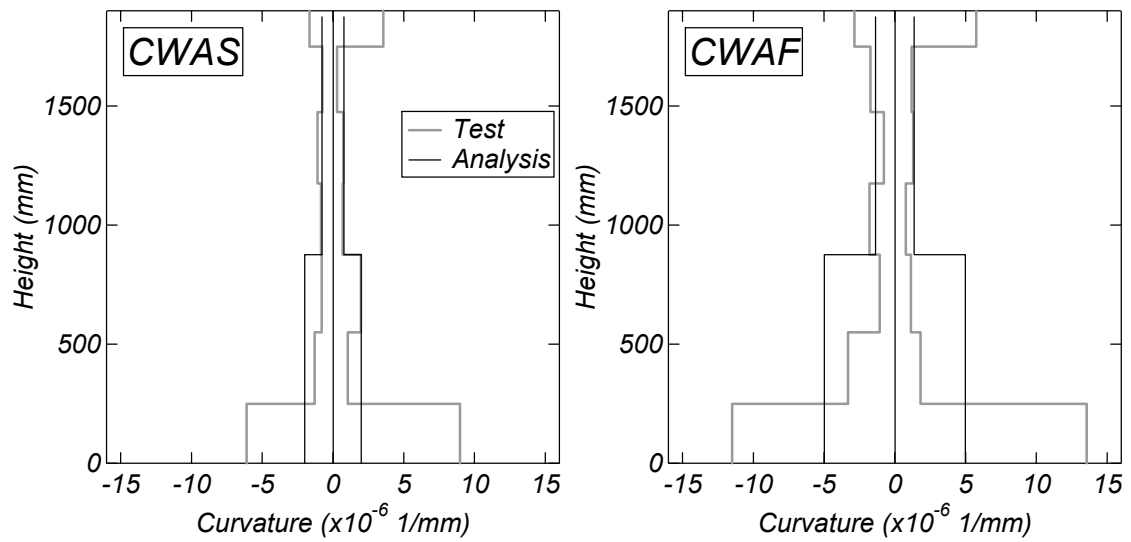 CWAS
1500
1000
500
0
Height (mm)
Test
Analysis
-15 -10 -5 0 5 10 15
Curvature (x10⁻⁶ 1/mm)
CWAF
1500
1000
500
0
Height (mm)
-15 -10 -5 0 5 10 15
Curvature (x10⁻⁶ 1/mm)